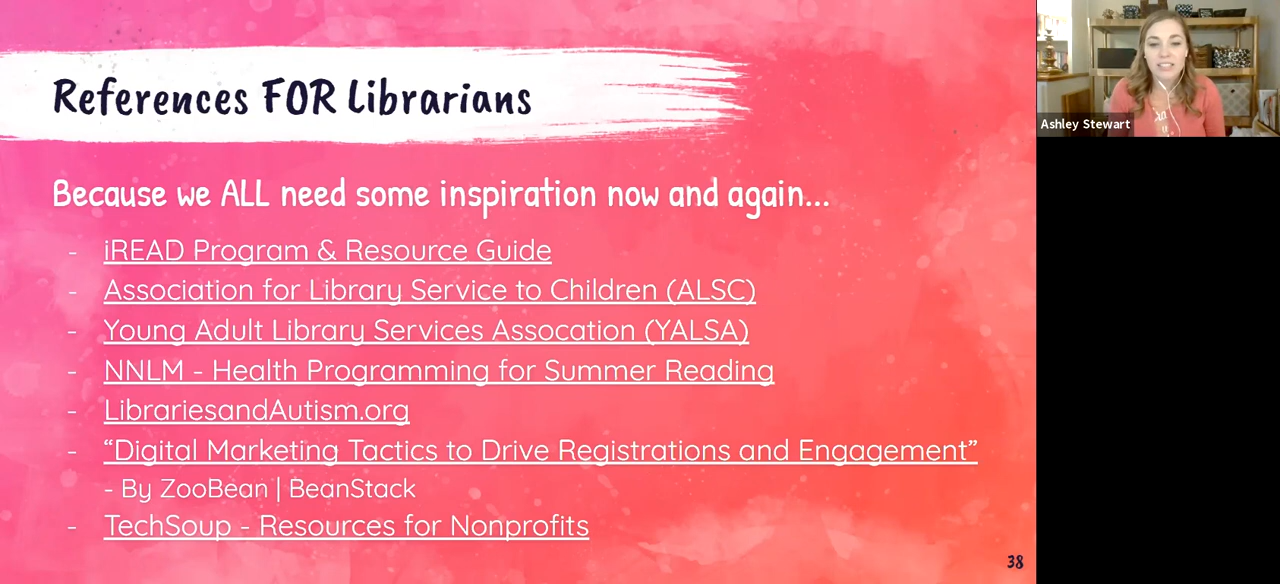 References FOR Librarians
Because we ALL need some inspiration now and again...
- iREAD Program & Resource Guide
- Association for Library Service to Children (ALSC)
- Young Adult Library Services Assocation (YALSA)
- NNLM - Health Programming for Summer Reading
- LibrariesandAutism.org
- “Digital Marketing Tactics to Drive Registrations and Engagement”
- By ZooBean | BeanStack
- TechSoup - Resources for Nonprofits
38
Ashley Stewart